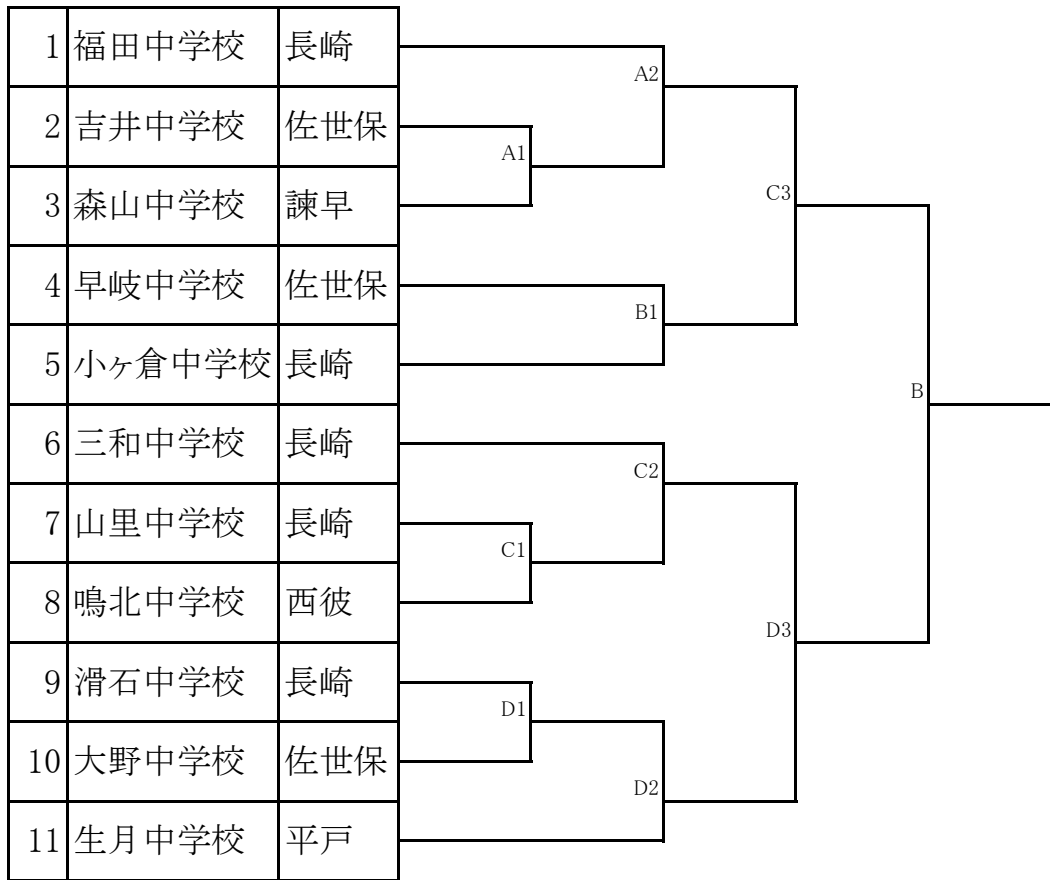 1 福田中学校 長崎
A2
2 吉井中学校 佐世保
A1
3 森山中学校 諫早
C3
4 早岐中学校 佐世保
B1
5 小ヶ倉中学校 長崎
B
6 三和中学校 長崎
C2
7 山里中学校 長崎
C1
8 鳴北中学校 西彼
D3
9 滑石中学校 長崎
D1
10 大野中学校 佐世保
D2
11 生月中学校 平戸